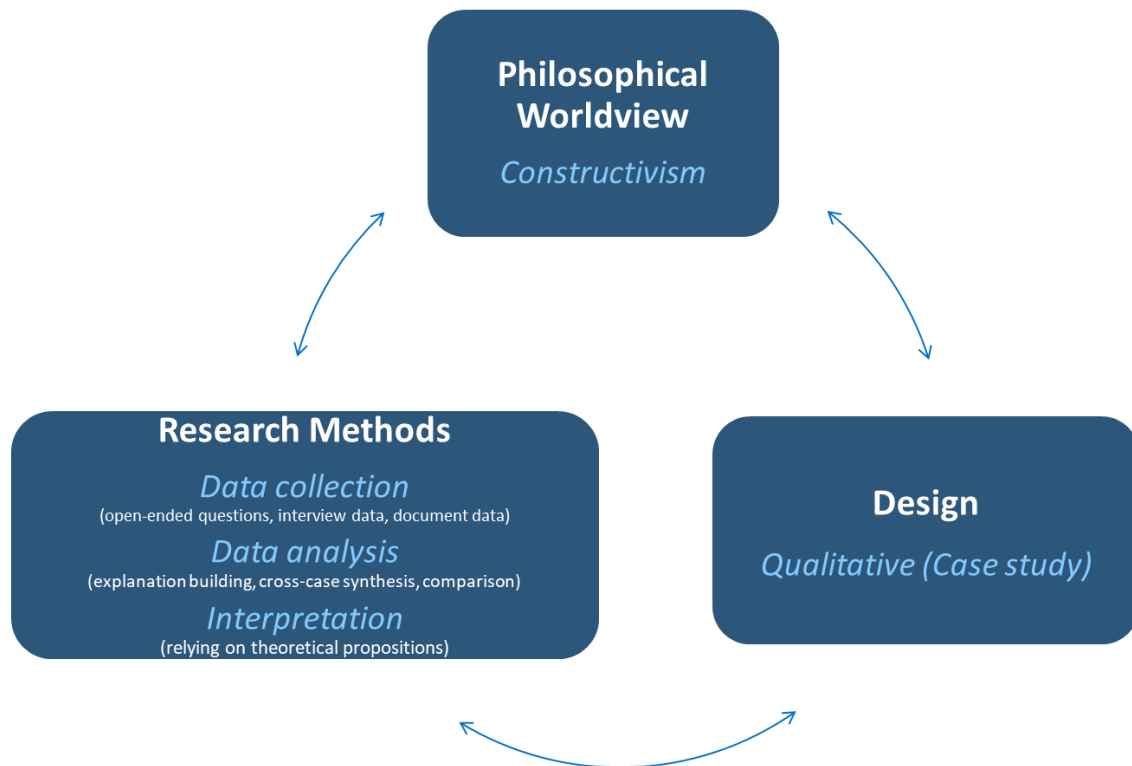 Philosophical
Worldview
Constructivism
Research Methods
Data collection
(open-ended questions, interview data, document data)
Data analysis
(explanation building, cross-case synthesis, comparison)
Interpretation
(relying on theoretical propositions)
Design
Qualitative (Case study)